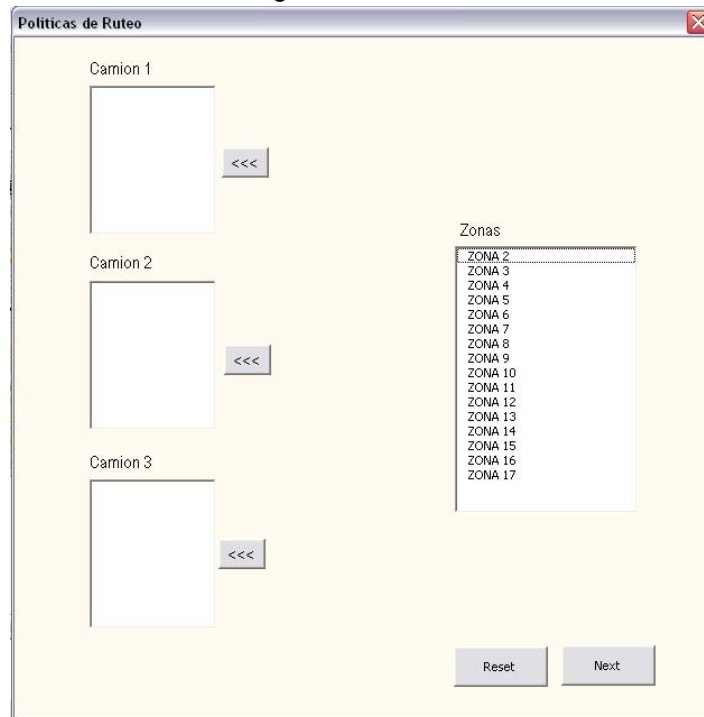 Politicas de Ruteo
Camion 1
<<<
Camion 2
<<<
Camion 3
<<<
Zonas
ZONA 2
ZONA 3
ZONA 4
ZONA 5
ZONA 6
ZONA 7
ZONA 8
ZONA 9
ZONA 10
ZONA 11
ZONA 12
ZONA 13
ZONA 14
ZONA 15
ZONA 16
ZONA 17
Reset
Next